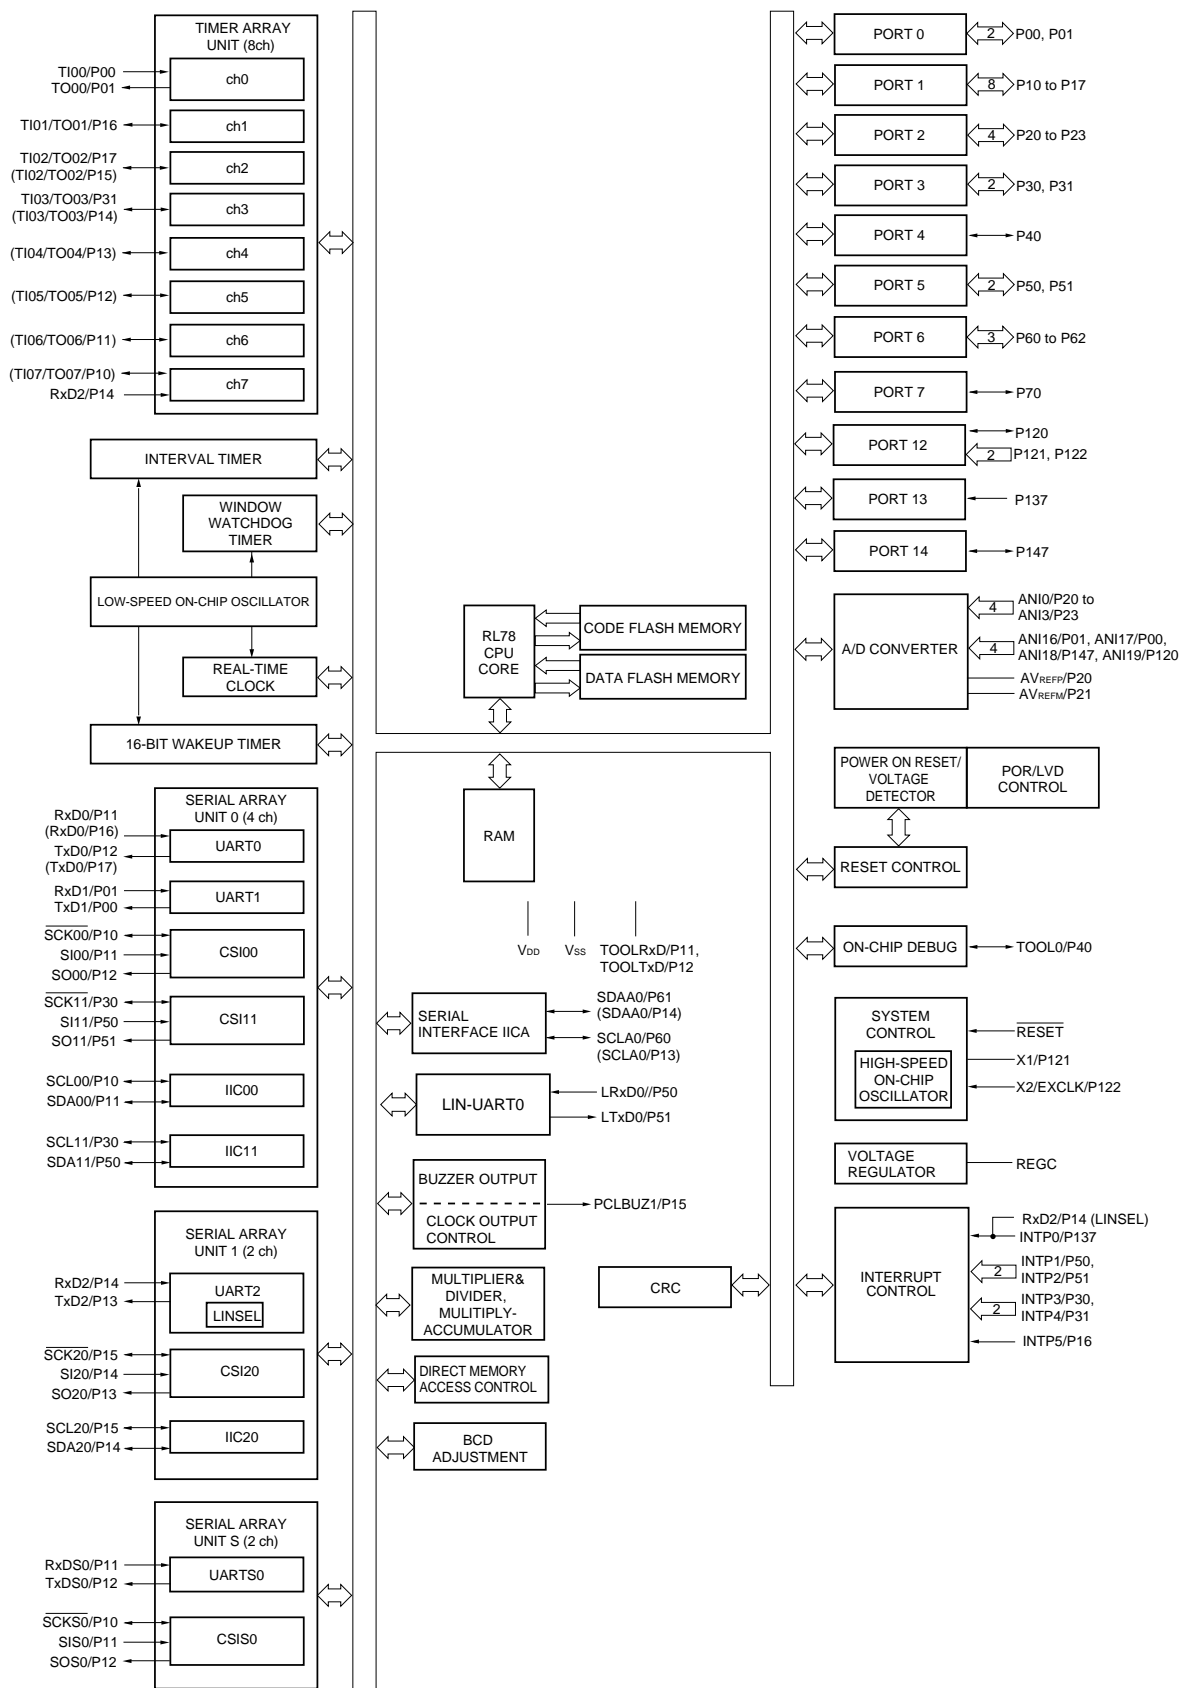 TIMER ARRAY
UNIT (8ch)
TI00/P00
TO00/P01
ch0
TI01/TO01/P16
ch1
TI02/TO02/P17
(TI02/TO02/P15)
ch2
TI03/TO03/P31
(TI03/TO03/P14)
ch3
(TI04/TO04/P13)
ch4
(TI05/TO05/P12)
ch5
(TI06/TO06/P11)
ch6
(TI07/TO07/P10)
RxD2/P14
ch7
INTERVAL TIMER
WINDOW
WATCHDOG
TIMER
LOW-SPEED ON-CHIP OSCILLATOR
REAL-TIME
CLOCK
16-BIT WAKEUP TIMER
SERIAL ARRAY
UNIT 0 (4 ch)
RxD0/P11
(RxD0/P16)
TxD0/P12
(TxD0/P17)
UART0
RxD1/P01
TxD1/P00
UART1
SCK00/P10
SI00/P11
SO00/P12
CSI00
SCK11/P30
SI11/P50
SO11/P51
CSI11
SCL00/P10
SDA00/P11
IIC00
SCL11/P30
SDA11/P50
IIC11
SERIAL ARRAY
UNIT 1 (2 ch)
RxD2/P14
TxD2/P13
UART2
LINSEL
SCK20/P15
SI20/P14
SO20/P13
CSI20
SCL20/P15
SDA20/P14
IIC20
SERIAL ARRAY
UNIT S (2 ch)
RxDS0/P11
TxDS0/P12
UARTS0
SCKS0/P10
SIS0/P11
SOS0/P12
CSIS0
RL78
CPU
CORE
CODE FLASH MEMORY
DATA FLASH MEMORY
RAM
VDD
VSS
TOOLRxD/P11,
TOOLTxD/P12
SERIAL
INTERFACE IICA
SDAA0/P61
(SDAA0/P14)
SCLA0/P60
(SCLA0/P13)
LIN-UART0
LRxD0//P50
LTxD0/P51
BUZZER OUTPUT
CLOCK OUTPUT
CONTROL
PCLBUZ1/P15
MULTIPLIER&
DIVIDER,
MULITIPLY-
ACCUMULATOR
DIRECT MEMORY
ACCESS CONTROL
BCD
ADJUSTMENT
CRC
PORT 0
2
P00, P01
PORT 1
8
P10 to P17
PORT 2
4
P20 to P23
PORT 3
2
P30, P31
PORT 4
P40
PORT 5
2
P50, P51
PORT 6
3
P60 to P62
PORT 7
P70
PORT 12
P120
2
P121, P122
PORT 13
P137
PORT 14
P147
A/D CONVERTER
4
ANI0/P20 to
ANI3/P23
4
ANI16/P01, ANI17/P00,
ANI18/P147, ANI19/P120
AVREFP/P20
AVREFM/P21
POWER ON RESET/
VOLTAGE
DETECTOR
POR/LVD
CONTROL
RESET CONTROL
ON-CHIP DEBUG
TOOL0/P40
SYSTEM
CONTROL
HIGH-SPEED
ON-CHIP
OSCILLATOR
RESET
X1/P121
X2/EXCLK/P122
VOLTAGE
REGULATOR
REGC
INTERRUPT
CONTROL
RxD2/P14 (LINSEL)
INTP0/P137
2
INTP1/P50,
INTP2/P51
2
INTP3/P30,
INTP4/P31
INTP5/P16